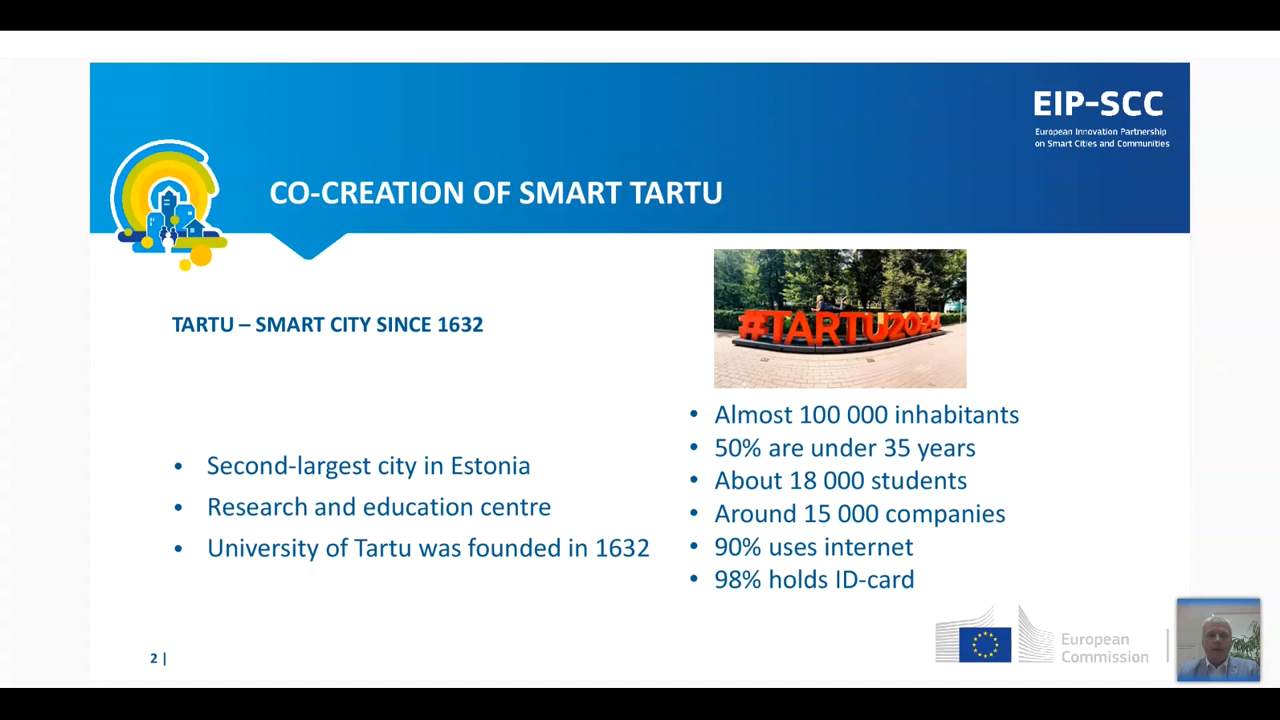 EIP-SCC
European Innovation Partnership
on Smart Cities and Communities
CO-CREATION OF SMART TARTU
TARTU – SMART CITY SINCE 1632
• Second-largest city in Estonia
• Research and education centre
• University of Tartu was founded in 1632
#TARTU2024
• Almost 100 000 inhabitants
• 50% are under 35 years
• About 18 000 students
• Around 15 000 companies
• 90% uses internet
• 98% holds ID-card
2 |
European
Commission